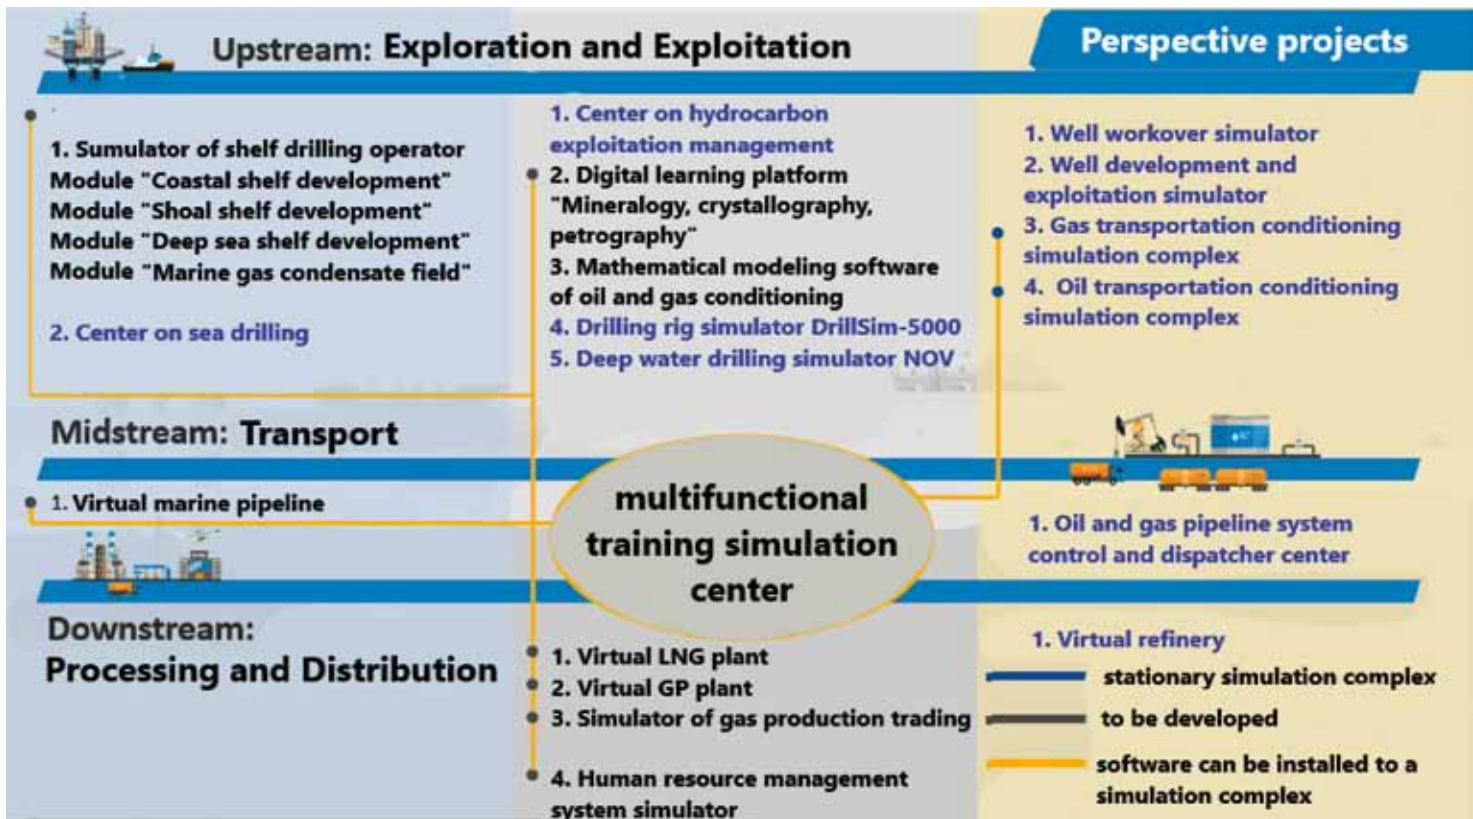 Upstream: Exploration and Exploitation
Perspective projects
1. Sumulator of shelf drilling operator
Module "Coastal shelf development"
Module "Shoal shelf development"
Module "Deep sea shelf development"
Module "Marine gas condensate field"
2. Center on sea drilling
1. Center on hydrocarbon
exploitation management
2. Digital learning platform
"Mineralogy, crystallography,
petrography"
3. Mathematical modeling software
of oil and gas conditioning
4. Drilling rig simulator DrillSim-5000
5. Deep water drilling simulator NOV
1. Well workover simulator
2. Well development and
exploitation simulator
3. Gas transportation conditioning
simulation complex
4. Oil transportation conditioning
simulation complex
Midstream: Transport
1. Virtual marine pipeline
multifunctional
training simulation
center
1. Oil and gas pipeline system
control and dispatcher center
Downstream:
Processing and Distribution
1. Virtual LNG plant
2. Virtual GP plant
3. Simulator of gas production trading
4. Human resource management
system simulator
1. Virtual refinery
stationary simulation complex
to be developed
software can be installed to a
simulation complex